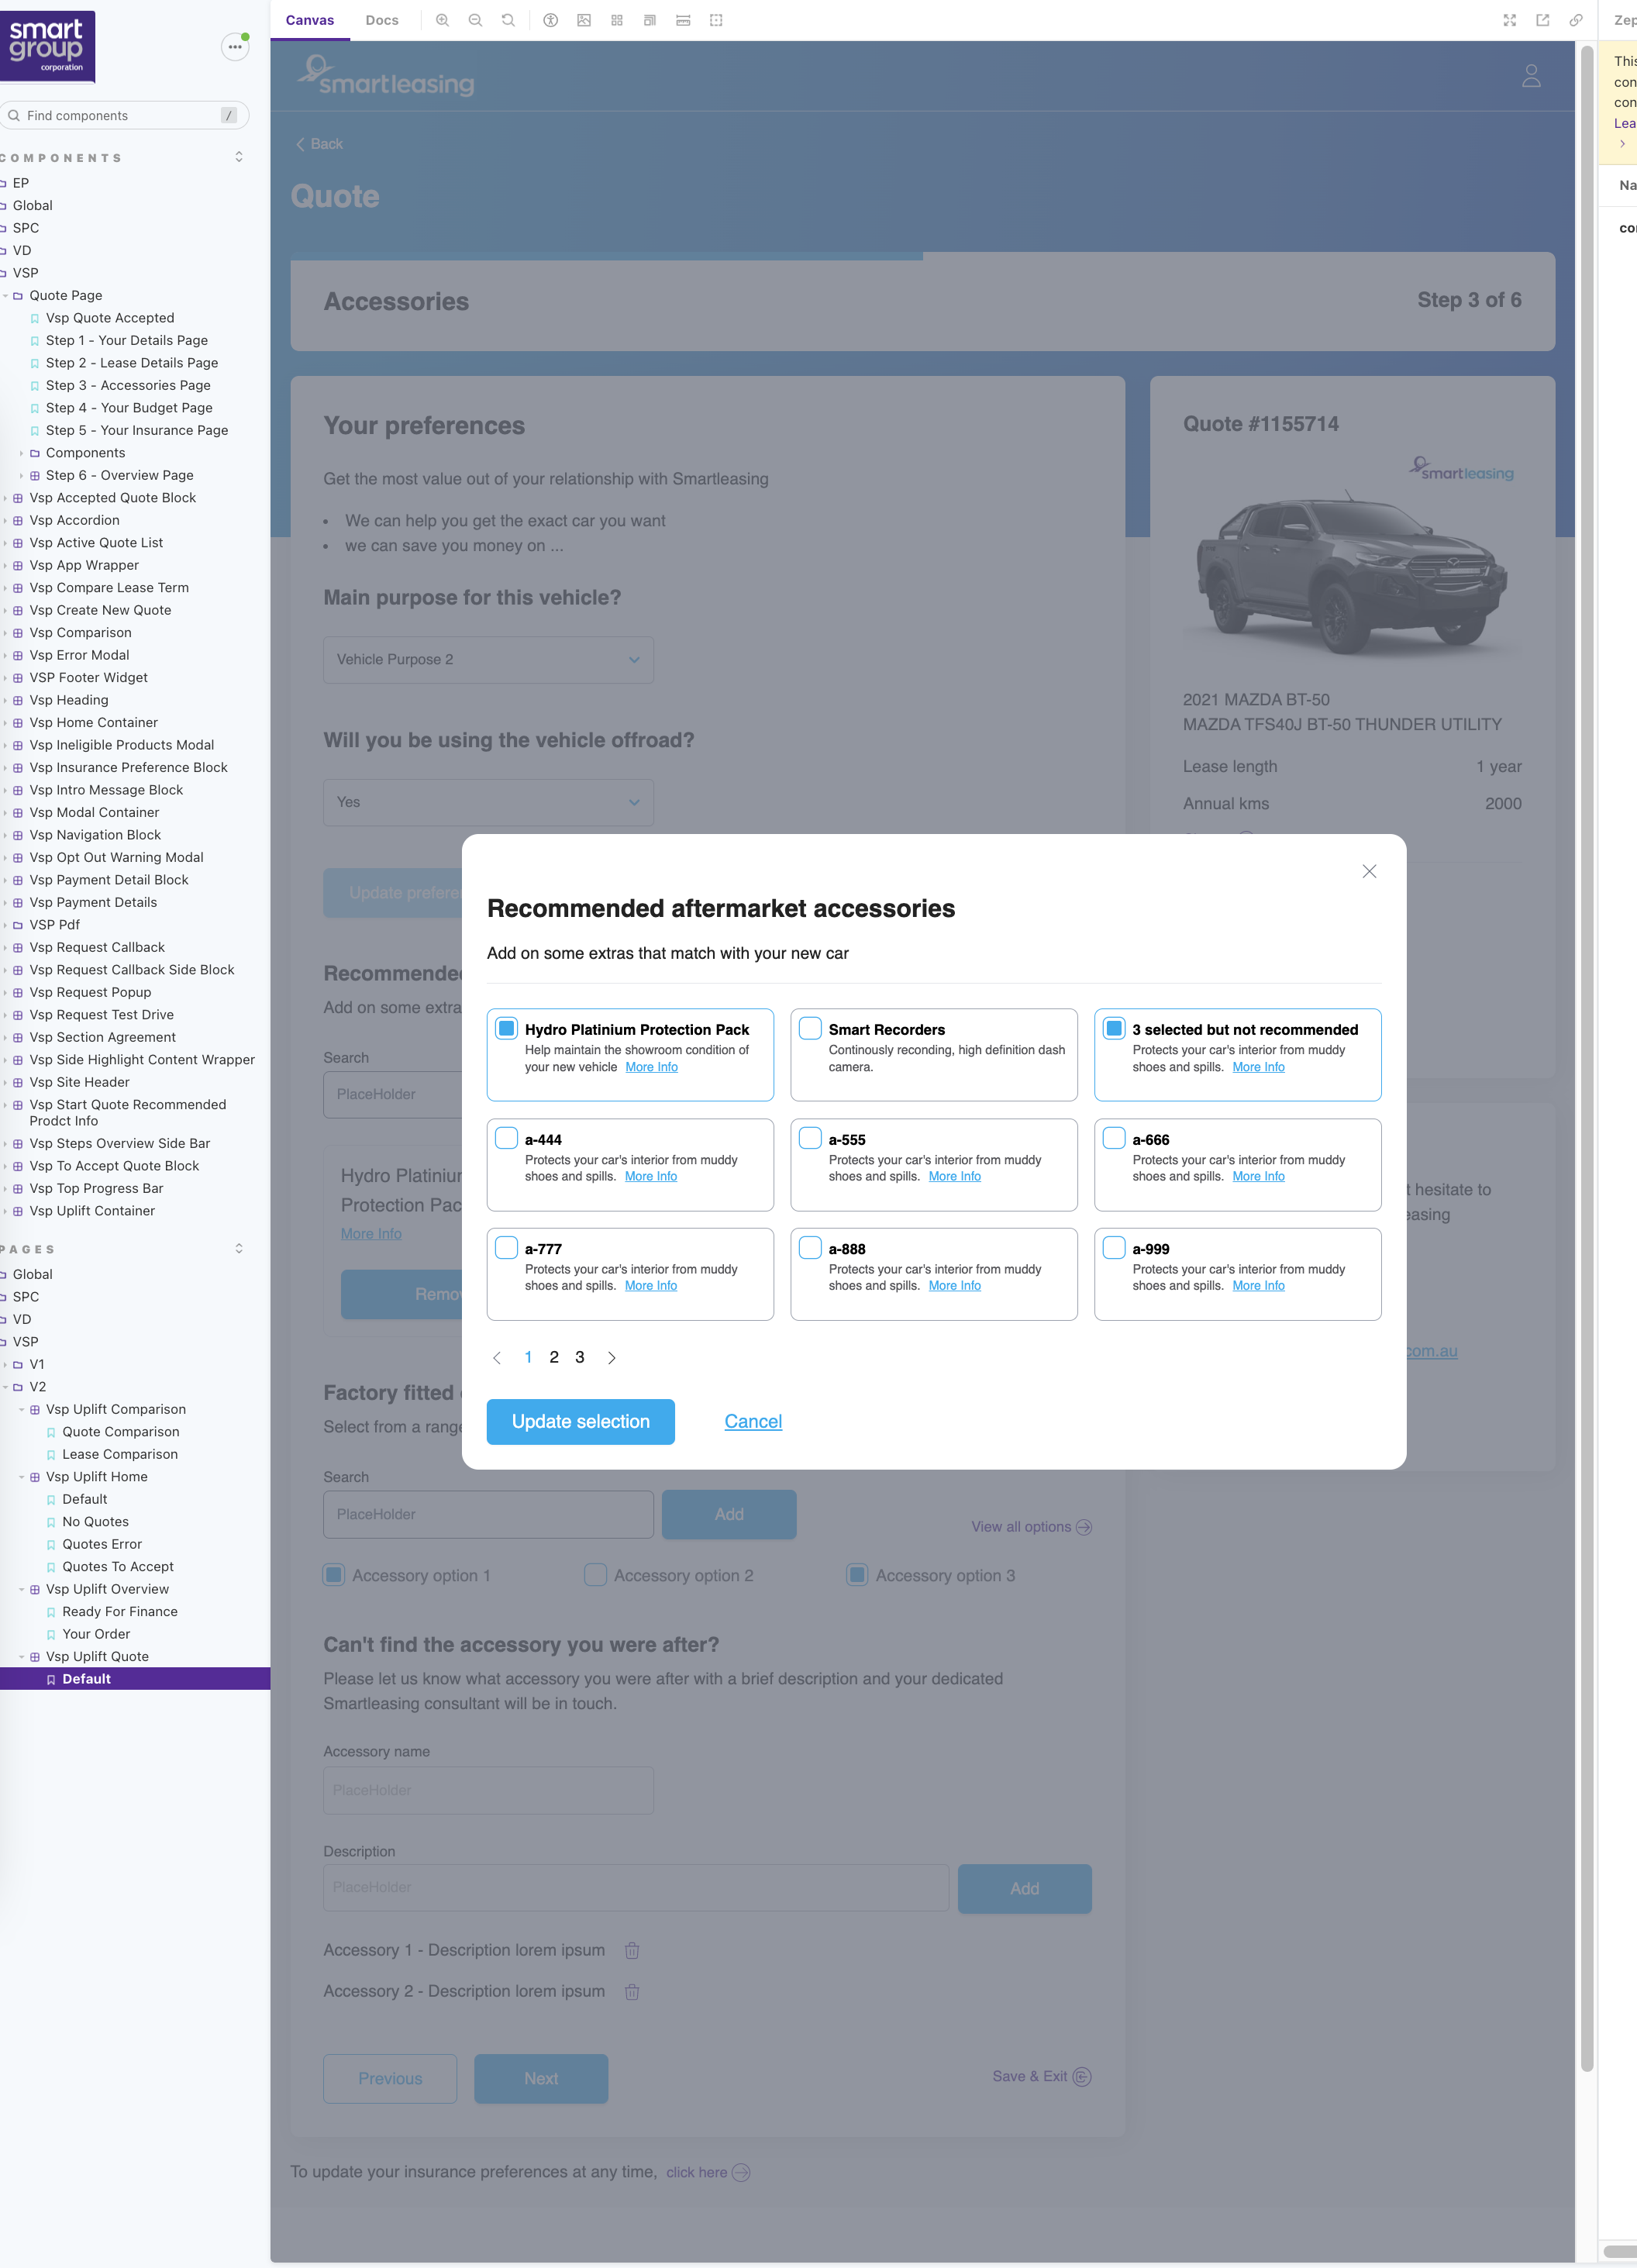 smart
group
corporation
Find components
/
COMPONENTS
EP
Global
SPC
VD
VSP
Quote Page
Vsp Quote Accepted
Step 1 - Your Details Page
Step 2 - Lease Details Page
Step 3 - Accessories Page
Step 4 - Your Budget Page
Step 5 - Your Insurance Page
Components
Step 6 - Overview Page
Vsp Accepted Quote Block
Vsp Accordion
Vsp Active Quote List
Vsp App Wrapper
Vsp Compare Lease Term
Vsp Create New Quote
Vsp Comparison
Vsp Error Modal
VSP Footer Widget
Vsp Heading
Vsp Home Container
Vsp Ineligible Products Modal
Vsp Insurance Preference Block
Vsp Intro Message Block
Vsp Modal Container
Vsp Navigation Block
Vsp Opt Out Warning Modal
Vsp Payment Detail Block
Vsp Payment Details
VSP Pdf
Vsp Request Callback
Vsp Request Callback Side Block
Vsp Request Popup
Vsp Request Test Drive
Vsp Section Agreement
Vsp Side Highlight Content Wrapper
Vsp Site Header
Vsp Start Quote Recommended
Prodct Info
Vsp Steps Overview Side Bar
Vsp To Accept Quote Block
Vsp Top Progress Bar
Vsp Uplift Container
PAGES
Global
SPC
VD
VSP
V1
V2
Vsp Uplift Comparison
Quote Comparison
Lease Comparison
Vsp Uplift Home
Default
No Quotes
Quotes Error
Quotes To Accept
Vsp Uplift Overview
Ready For Finance
Your Order
Vsp Uplift Quote
Default
Canvas
Docs
smartleasing
Back
Quote
Accessories
Step 3 of 6
Your preferences
Get the most value out of your relationship with Smartleasing
• We can help you get the exact car you want
• we can save you money on ...
Main purpose for this vehicle?
Vehicle Purpose 2
Will you be using the vehicle offroad?
Yes
Update prefere
Recommended
Add on some extra
Search
PlaceHolder
Hydro Platiniu
Protection Pac
More Info
Remo
Factory fitted
Select from a range
Search
PlaceHolder
Add
View all options
Accessory option 1
Accessory option 2
Accessory option 3
Can't find the accessory you were after?
Please let us know what accessory you were after with a brief description and your dedicated
Smartleasing consultant will be in touch.
Accessory name
PlaceHolder
Description
PlaceHolder
Add
Accessory 1 - Description lorem ipsum
Accessory 2 - Description lorem ipsum
Previous
Next
Save & Exit
To update your insurance preferences at any time, click here
Quote #1155714
smartleasing
2021 MAZDA BT-50
MAZDA TFS40J BT-50 THUNDER UTILITY
Lease length 1 year
Annual kms 2000
t hesitate to
easing
com.au
Recommended aftermarket accessories
Add on some extras that match with your new car
Hydro Platinium Protection Pack
Help maintain the showroom condition of
your new vehicle More Info
Smart Recorders
Continously reconding, high definition dash
camera.
3 selected but not recommended
Protects your car's interior from muddy
shoes and spills. More Info
a-444
Protects your car's interior from muddy
shoes and spills. More Info
a-555
Protects your car's interior from muddy
shoes and spills. More Info
a-666
Protects your car's interior from muddy
shoes and spills. More Info
a-777
Protects your car's interior from muddy
shoes and spills. More Info
a-888
Protects your car's interior from muddy
shoes and spills. More Info
a-999
Protects your car's interior from muddy
shoes and spills. More Info
1 2 3
Update selection
Cancel
Zep
This
con
con
Lea
Na
co